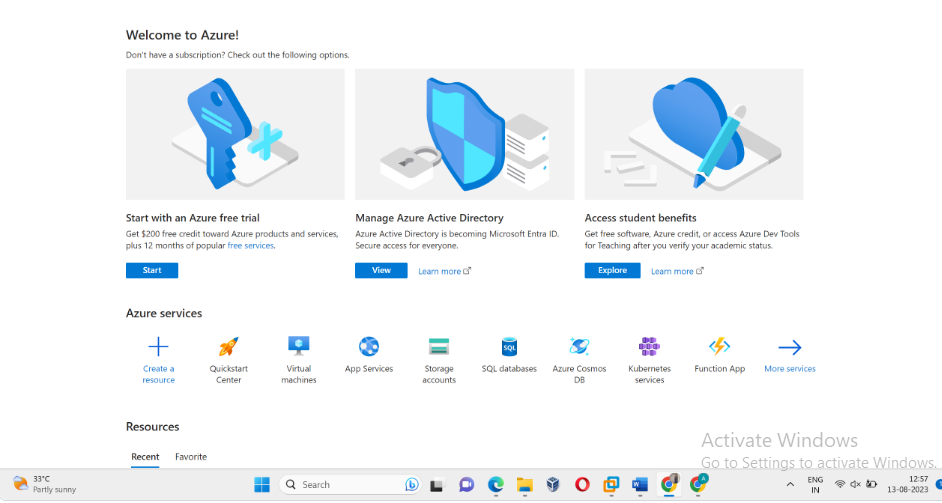 Welcome to Azure!
Don't have a subscription? Check out the following options.
Start with an Azure free trial
Get $200 free credit toward Azure products and services,
plus 12 months of popular free services.
Start
Manage Azure Active Directory
Azure Active Directory is becoming Microsoft Entra ID.
Secure access for everyone.
View
Learn more
Access student benefits
Get free software, Azure credit, or access Azure Dev Tools
for Teaching after you verify your academic status.
Explore
Learn more
Azure services
Create a
resource
Quickstart
Center
Virtual
machines
App Services
Storage
accounts
SQL
SQL databases
Azure Cosmos
DB
Kubernetes
services
Function App
More services
Resources
Recent
Favorite
Activate Windows
Go to Settings to activate Windows.
33°C
Partly sunny
Search
ENG
IN
12:57
13-08-2023